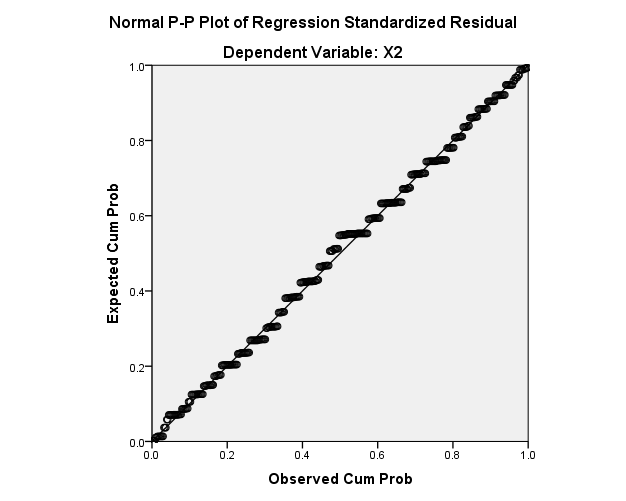 Normal P-P Plot of Regression Standardized Residual
Dependent Variable: X2
1.0
0.8
0.6
0.4
0.2
0.0
Expected Cum Prob
0.0 0.2 0.4 0.6 0.8 1.0
Observed Cum Prob